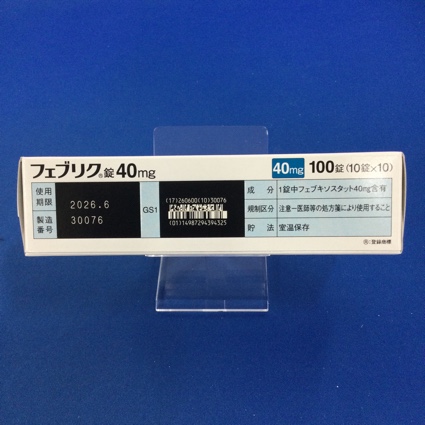 フェブリク®錠40mg
40mg 100錠(10錠×10)
使用
期限
2026.6
製造
番号
30076
GS1
(17)260600(10)30076
(01)14987294394325
成分 1錠中フェブキソスタット40mg含有
規制区分 注意-医師等の処方箋により使用すること
貯法 室温保存
®:登録商標